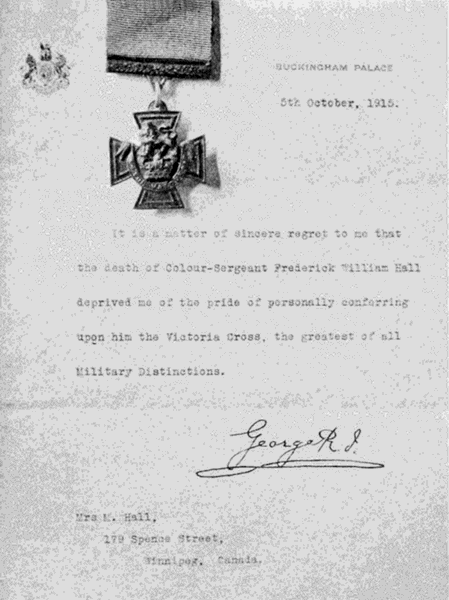 BUCKINGHAM PALACE
5th October, 1915.
It is a matter of sincere regret to me that
the death of Colour-Sergeant Frederick William Hall
deprived me of the pride of personally conferring
upon him the Victoria Cross, the greatest of all
Military Distinctions.
George R.I.
Mrs M. Hall,
179 Spence Street,
Winnipeg, Canada.